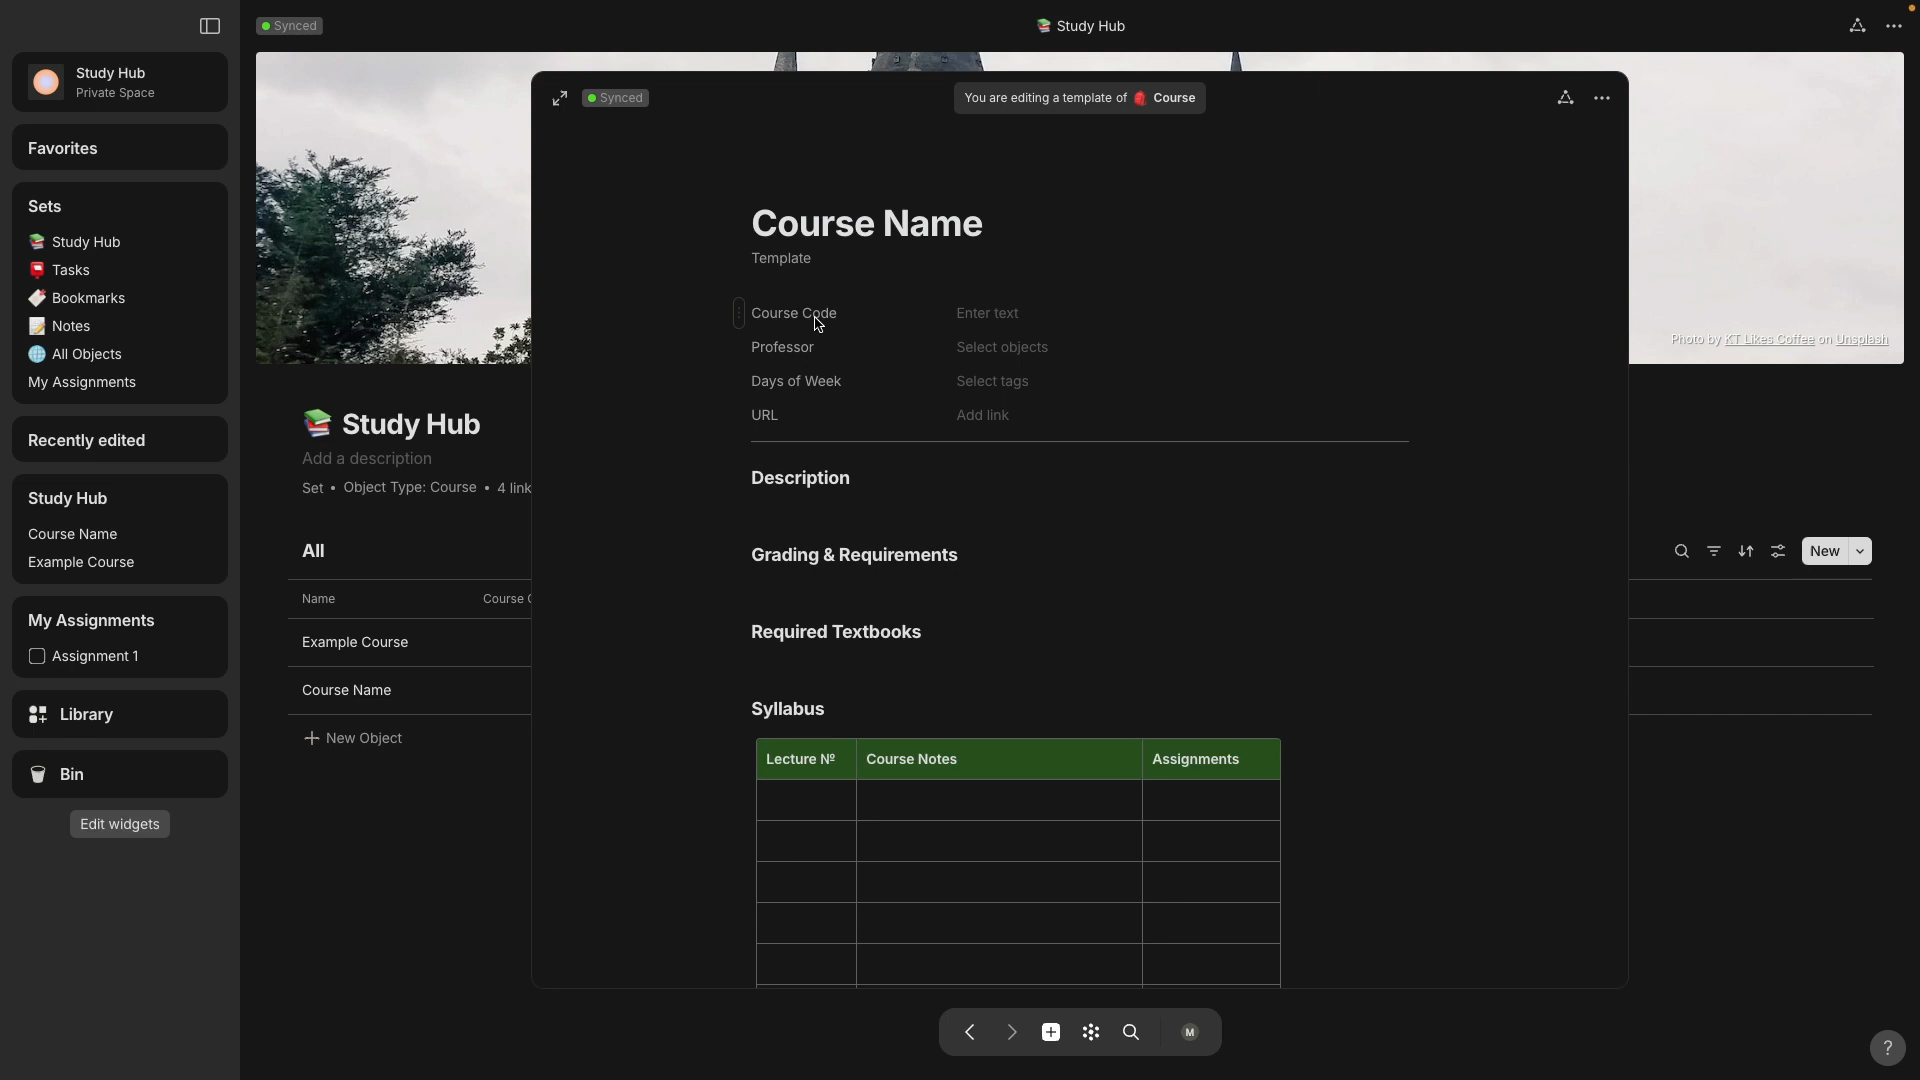 Synced
Study Hub
Study Hub
Private Space
Favorites
Sets
Study Hub
Tasks
Bookmarks
Notes
All Objects
My Assignments
Recently edited
Study Hub
Course Name
Example Course
My Assignments
Assignment 1
Library
Bin
Edit widgets
Photo by KT Likes Coffee on Unsplash
Study Hub
Add a description
Set • Object Type: Course • 4 link
All
New
Name Course
Example Course
Course Name
New Object
Synced
You are editing a template of Course
Course Name
Template
Course Code Enter text
Professor Select objects
Days of Week Select tags
URL Add link
Description
Grading & Requirements
Required Textbooks
Syllabus
Lecture № Course Notes Assignments
M
?